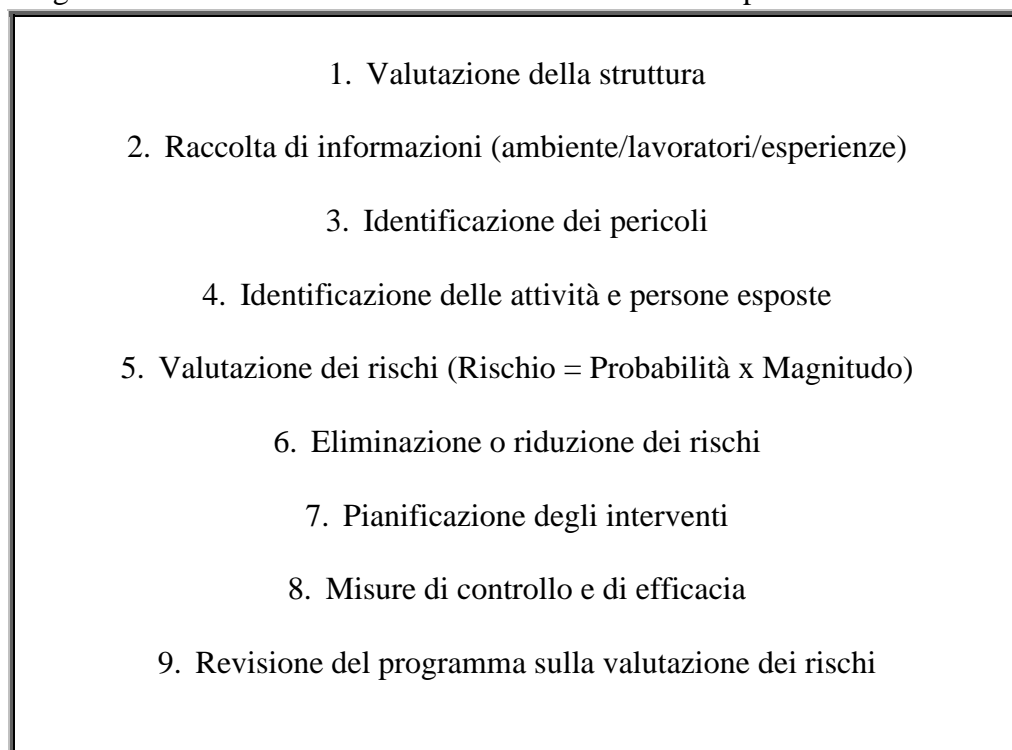 1. Valutazione della struttura
2. Raccolta di informazioni (ambiente/lavoratori/esperienze)
3. Identificazione dei pericoli
4. Identificazione delle attività e persone esposte
5. Valutazione dei rischi (Rischio = Probabilità x Magnitudo)
6. Eliminazione o riduzione dei rischi
7. Pianificazione degli interventi
8. Misure di controllo e di efficacia
9. Revisione del programma sulla valutazione dei rischi